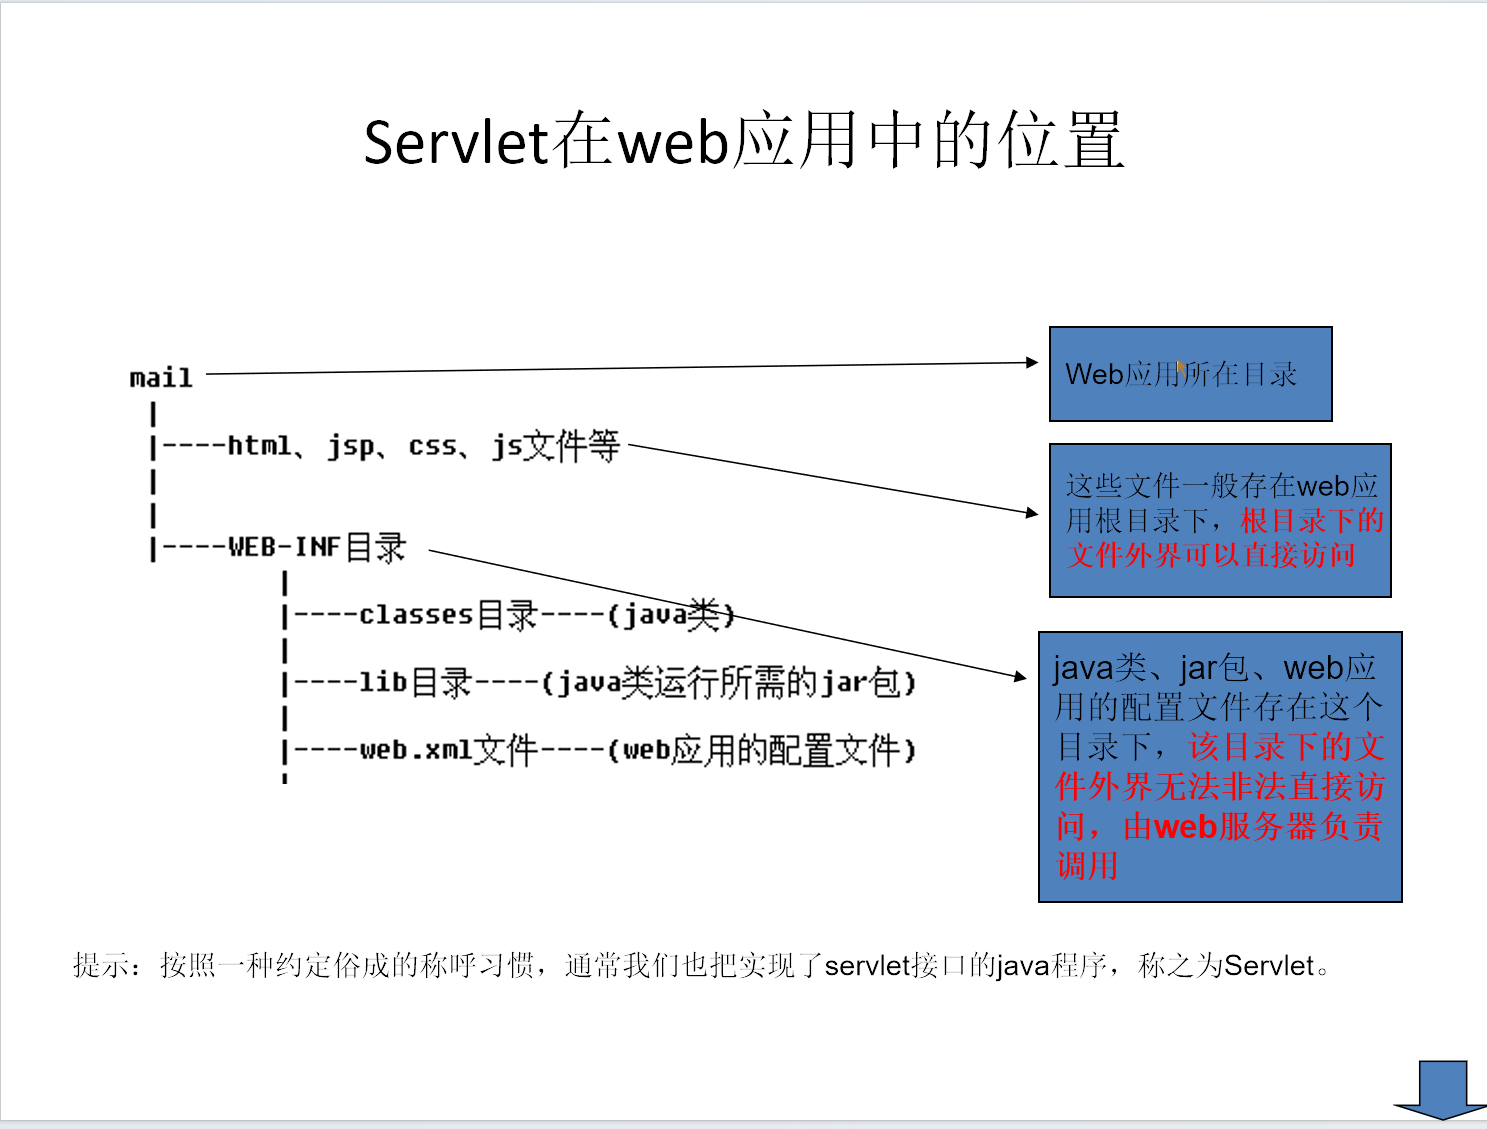 Servlet在web应用中的位置
mail
|
|----html、jsp、css、js文件等
|
|
|----WEB-INF目录
|
|----classes目录----(java类)
|
|----lib目录----(java类运行所需的jar包)
|
|----web.xml文件----(web应用的配置文件)
Web应用所在目录
这些文件一般存在web应
用根目录下，根目录下的
文件外界可以直接访问
java类、jar包、web应
用的配置文件存在这个
目录下，该目录下的文
件外界无法非法直接访
问，由web服务器负责
调用
提示：按照一种约定俗成的称呼习惯，通常我们也把实现了servlet接口的java程序，称之为Servlet。